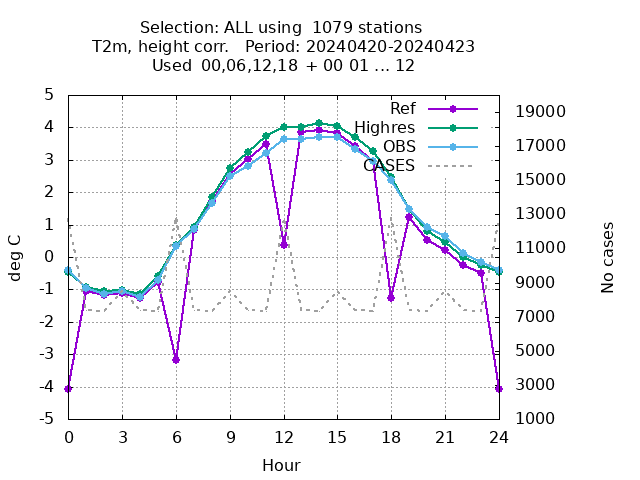 Selection: ALL using  1079 stations
T2m, height corr.   Period: 20240420-20240423
Used  00,06,12,18 + 00 01 ... 12
Ref
Highres
OBS
CASES
5
4
3
2
1
0
-1
-2
-3
-4
-5
19000
17000
15000
13000
11000
9000
7000
5000
3000
1000
deg C
No cases
0 3 6 9 12 15 18 21 24
Hour